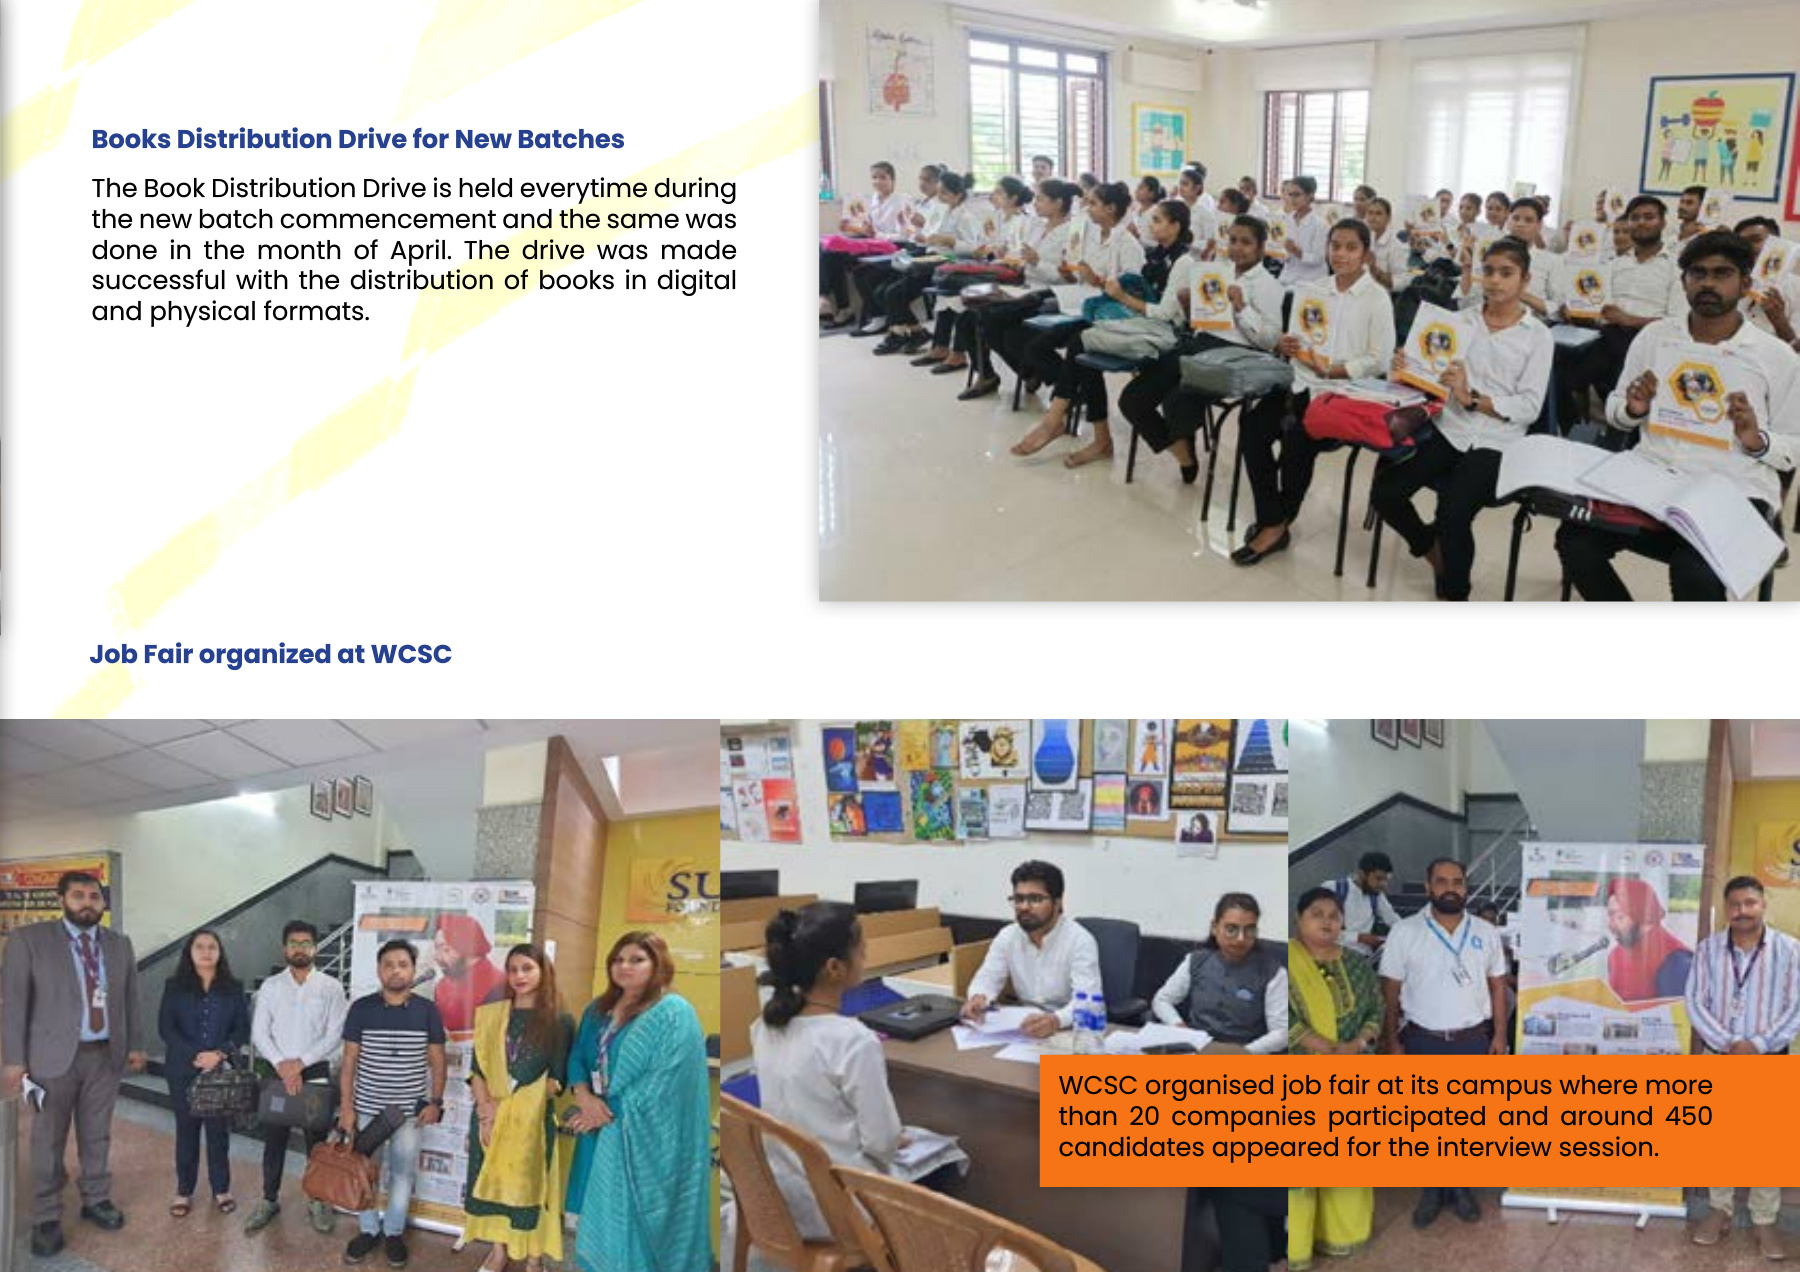 Books Distribution Drive for New Batches
The Book Distribution Drive is held everytime during
the new batch commencement and the same was
done in the month of April. The drive was made
successful with the distribution of books in digital
and physical formats.
Job Fair organized at WCSC
SU
WCSC organised job fair at its campus where more
than 20 companies participated and around 450
candidates appeared for the interview session.